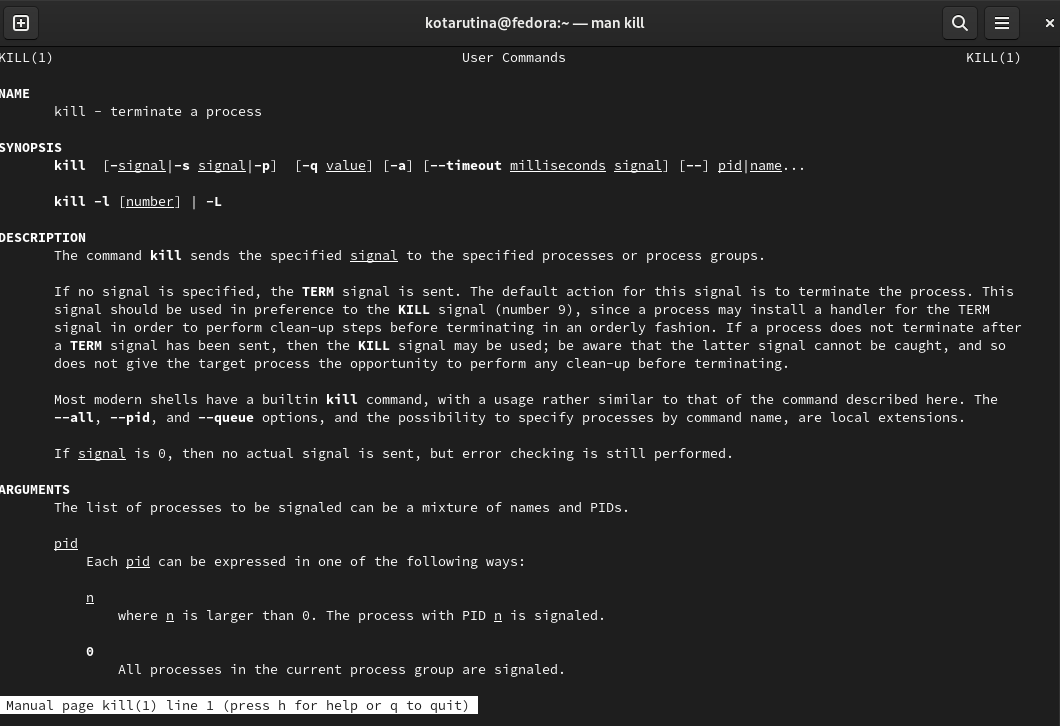 kotarutina@fedora:~ — man kill
KILL(1) User Commands KILL(1)
NAME
kill - terminate a process
SYNOPSIS
kill [-signal|-s signal|-p] [-q value] [-a] [--timeout milliseconds signal] [--] pid|name...
kill -l [number] | -L
DESCRIPTION
The command kill sends the specified signal to the specified processes or process groups.
If no signal is specified, the TERM signal is sent. The default action for this signal is to terminate the process. This
signal should be used in preference to the KILL signal (number 9), since a process may install a handler for the TERM
signal in order to perform clean-up steps before terminating in an orderly fashion. If a process does not terminate after
a TERM signal has been sent, then the KILL signal may be used; be aware that the latter signal cannot be caught, and so
does not give the target process the opportunity to perform any clean-up before terminating.
Most modern shells have a builtin kill command, with a usage rather similar to that of the command described here. The
--all, --pid, and --queue options, and the possibility to specify processes by command name, are local extensions.
If signal is 0, then no actual signal is sent, but error checking is still performed.
ARGUMENTS
The list of processes to be signaled can be a mixture of names and PIDs.
pid
Each pid can be expressed in one of the following ways:
n
where n is larger than 0. The process with PID n is signaled.
0
All processes in the current process group are signaled.
Manual page kill(1) line 1 (press h for help or q to quit)